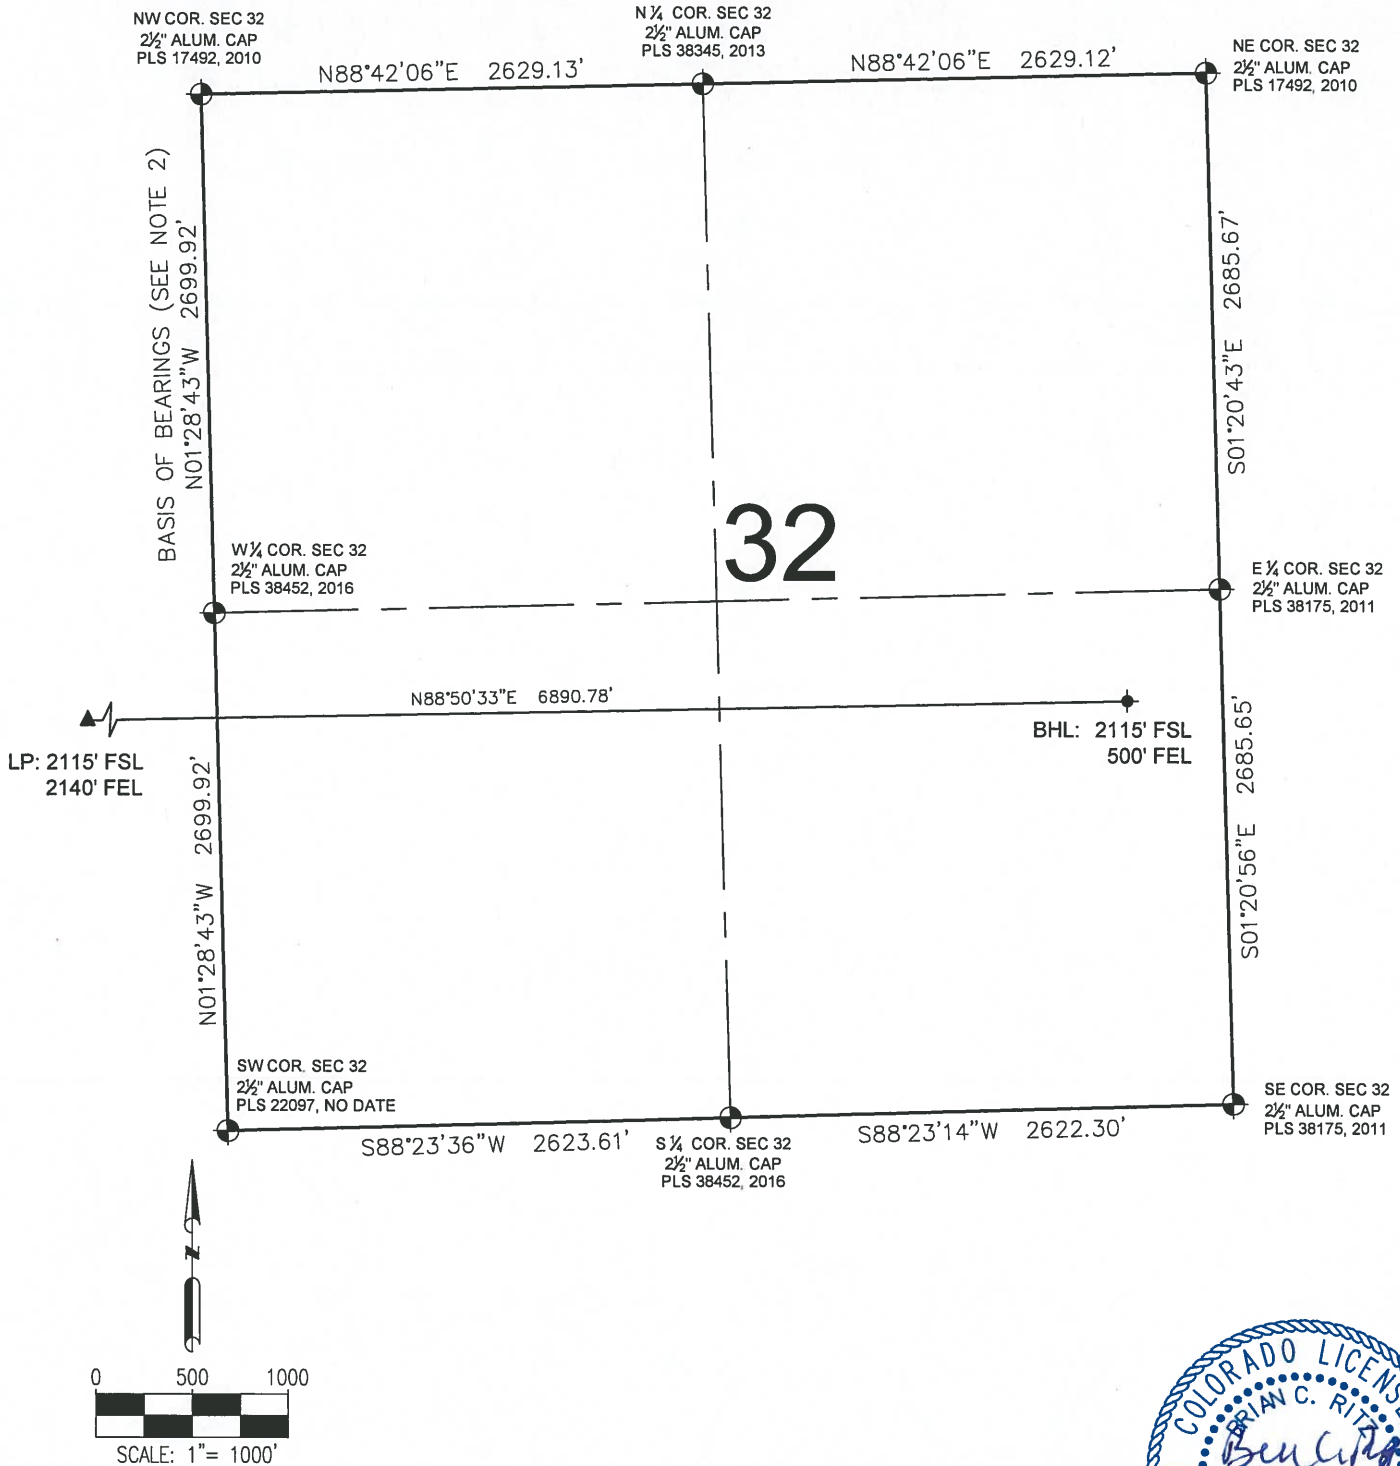 NW COR. SEC 32
2½" ALUM. CAP
PLS 17492, 2010
N ¼ COR. SEC 32
2½" ALUM. CAP
PLS 38345, 2013
NE COR. SEC 32
2½" ALUM. CAP
PLS 17492, 2010
N88°42'06"E 2629.13'
N88°42'06"E 2629.12'
BASIS OF BEARINGS (SEE NOTE 2)
N01°28'43"W 2699.92'
S01°20'43"E 2685.67'
32
W ¼ COR. SEC 32
2½" ALUM. CAP
PLS 38452, 2016
E ¼ COR. SEC 32
2½" ALUM. CAP
PLS 38175, 2011
N88°50'33"E 6890.78'
LP: 2115' FSL
2140' FEL
BHL: 2115' FSL
500' FEL
N01°28'43"W 2699.92'
S01°20'56"E 2685.65'
SW COR. SEC 32
2½" ALUM. CAP
PLS 22097, NO DATE
SE COR. SEC 32
2½" ALUM. CAP
PLS 38175, 2011
S88°23'36"W 2623.61'
S ¼ COR. SEC 32
2½" ALUM. CAP
PLS 38452, 2016
S88°23'14"W 2622.30'
N
0 500 1000
SCALE: 1"= 1000'
COLORADO LICENSE
BRIAN C. RITZ